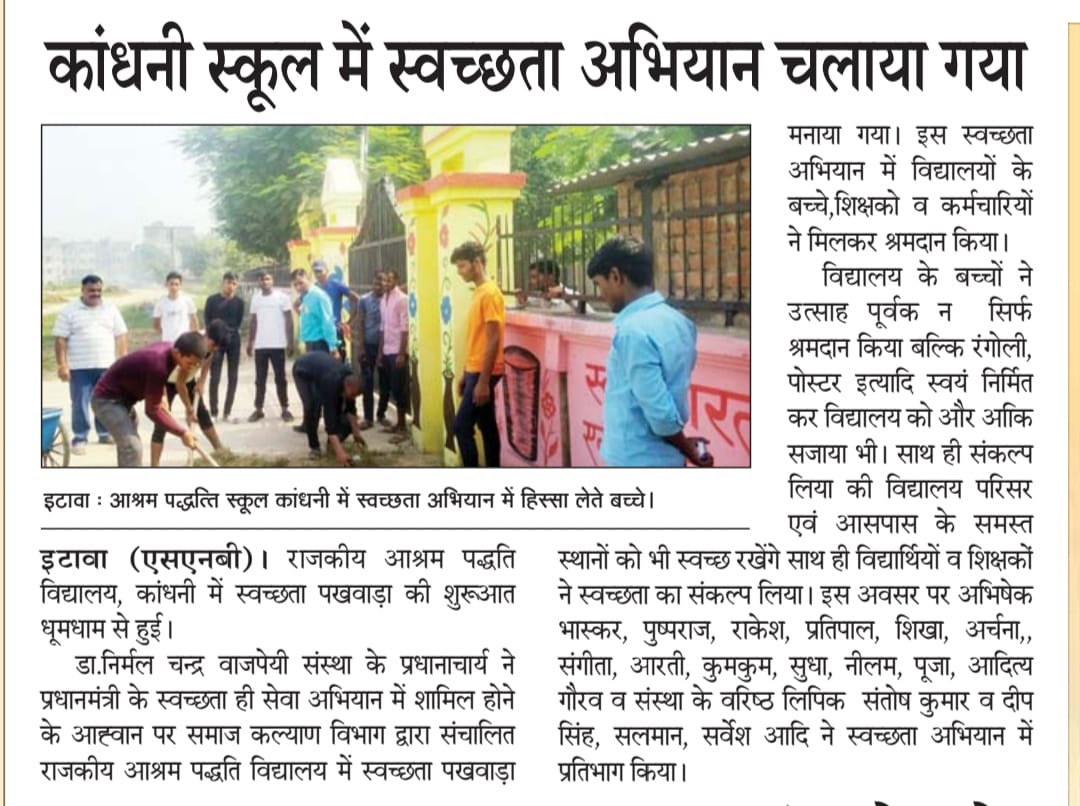 कांधनी स्कूल में स्वच्छता अभियान चलाया गया
इटावा : आश्रम पद्धत्ति स्कूल कांधनी में स्वच्छता अभियान में हिस्सा लेते बच्चे।
इटावा (एसएनबी)। राजकीय आश्रम पद्धति
विद्यालय, कांधनी में स्वच्छता पखवाड़ा की शुरूआत
धूमधाम से हुई।
डा.निर्मल चन्द्र वाजपेयी संस्था के प्रधानाचार्य ने
प्रधानमंत्री के स्वच्छता ही सेवा अभियान में शामिल होने
के आह्वान पर समाज कल्याण विभाग द्वारा संचालित
राजकीय आश्रम पद्धति विद्यालय में स्वच्छता पखवाड़ा
मनाया गया। इस स्वच्छता
अभियान में विद्यालयों के
बच्चे,शिक्षको व कर्मचारियों
ने मिलकर श्रमदान किया।
विद्यालय के बच्चों ने
उत्साह पूर्वक न सिर्फ
श्रमदान किया बल्कि रंगोली,
पोस्टर इत्यादि स्वयं निर्मित
कर विद्यालय को और आकि
सजाया भी। साथ ही संकल्प
लिया की विद्यालय परिसर
एवं आसपास के समस्त
स्थानों को भी स्वच्छ रखेंगे साथ ही विद्यार्थियों व शिक्षकों
ने स्वच्छता का संकल्प लिया। इस अवसर पर अभिषेक
भास्कर, पुष्पराज, राकेश, प्रतिपाल, शिखा, अर्चना,,
संगीता, आरती, कुमकुम, सुधा, नीलम, पूजा, आदित्य
गौरव व संस्था के वरिष्ठ लिपिक संतोष कुमार व दीप
सिंह, सलमान, सर्वेश आदि ने स्वच्छता अभियान में
प्रतिभाग किया।